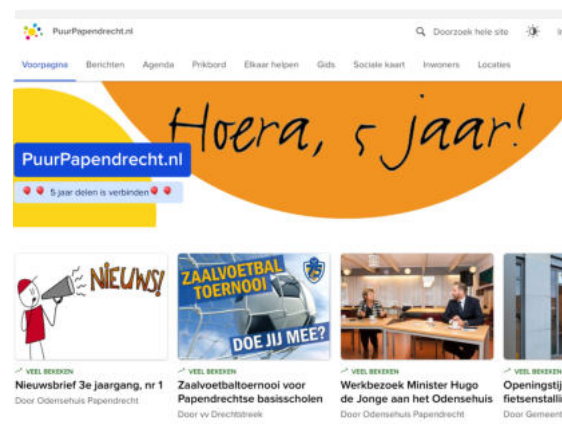 PuurPapendrecht.nl
Doorzoek hele site
Voorpagina Berichten Agenda Prikbord Elkaar helpen Gids Sociale kaart Inwoners Locaties
Hoera, 5 jaar!
PuurPapendrecht.nl
5 jaar delen is verbinden
NIEUWS!
ZAALVOETBAL
TOERNOOI
DOE JIJ MEE?
VEEL BEKEKEN
Nieuwsbrief 3e jaargang, nr 1
Door Odensehuis Papendrecht
VEEL BEKEKEN
Zaalvoetbaltoernooi voor
Papendrechtse basisscholen
Door vv Drechtstreek
VEEL BEKEKEN
Werkbezoek Minister Hugo
de Jonge aan het Odensehuis
Door Odensehuis Papendrecht
VEEL BEKEKEN
Openingstij
fietsenstallin
Door Gemeent